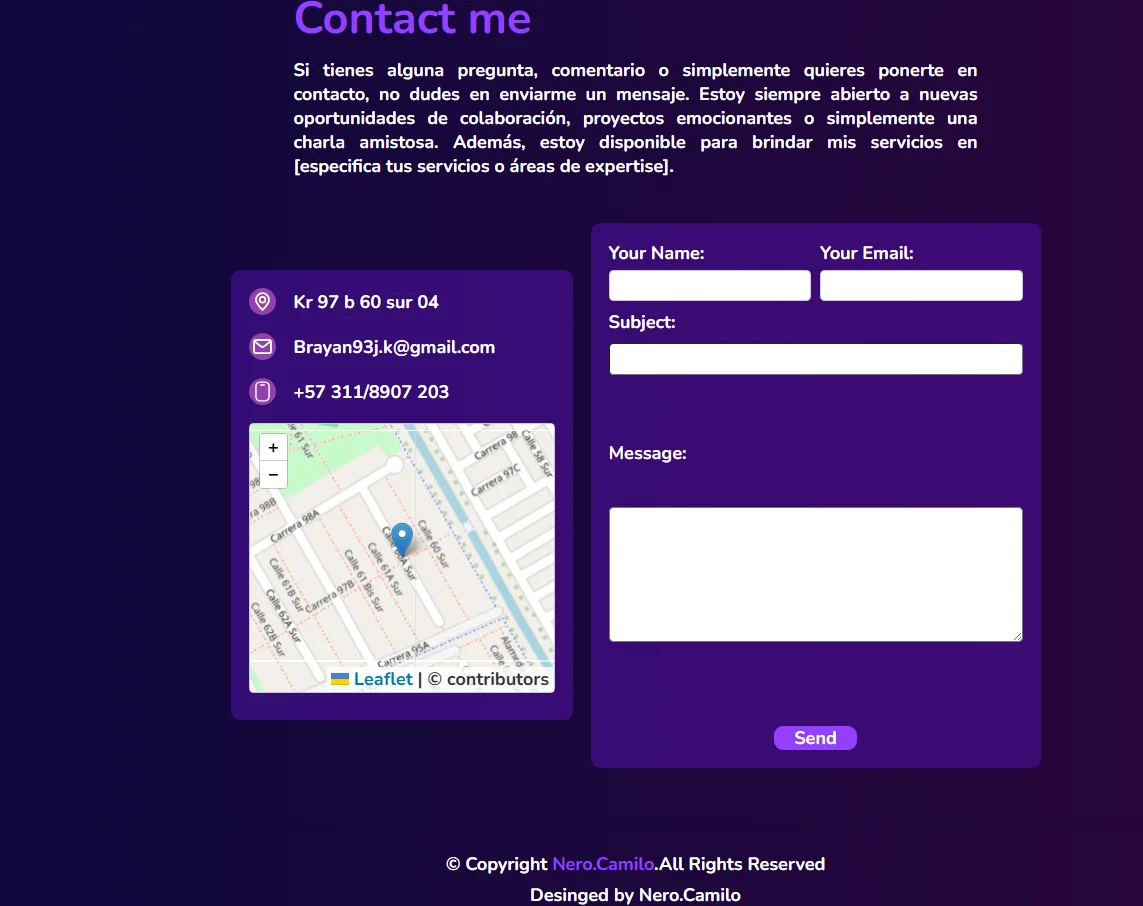 Contact me
Si tienes alguna pregunta, comentario o simplemente quieres ponerte en
contacto, no dudes en enviarme un mensaje. Estoy siempre abierto a nuevas
oportunidades de colaboración, proyectos emocionantes o simplemente una
charla amistosa. Además, estoy disponible para brindar mis servicios en
[especifica tus servicios o áreas de expertise].
Kr 97 b 60 sur 04
Brayan93j.k@gmail.com
+57 311/8907 203
+
−
61 Sur
Carrera 98
Calle 58 Sur
Carrera 97C
98B
Carrera 98A
Calle 60A Sur
Calle 60 Sur
Calle 61A Sur
Calle 61 Bis Sur
Calle 61B Sur
Carrera 97B
Calle 62A Sur
Calle 62B Sur
Carrera 95A
Leaflet | © contributors
Your Name:
Your Email:
Subject:
Message:
Send
© Copyright Nero.Camilo.All Rights Reserved
Desinged by Nero.Camilo